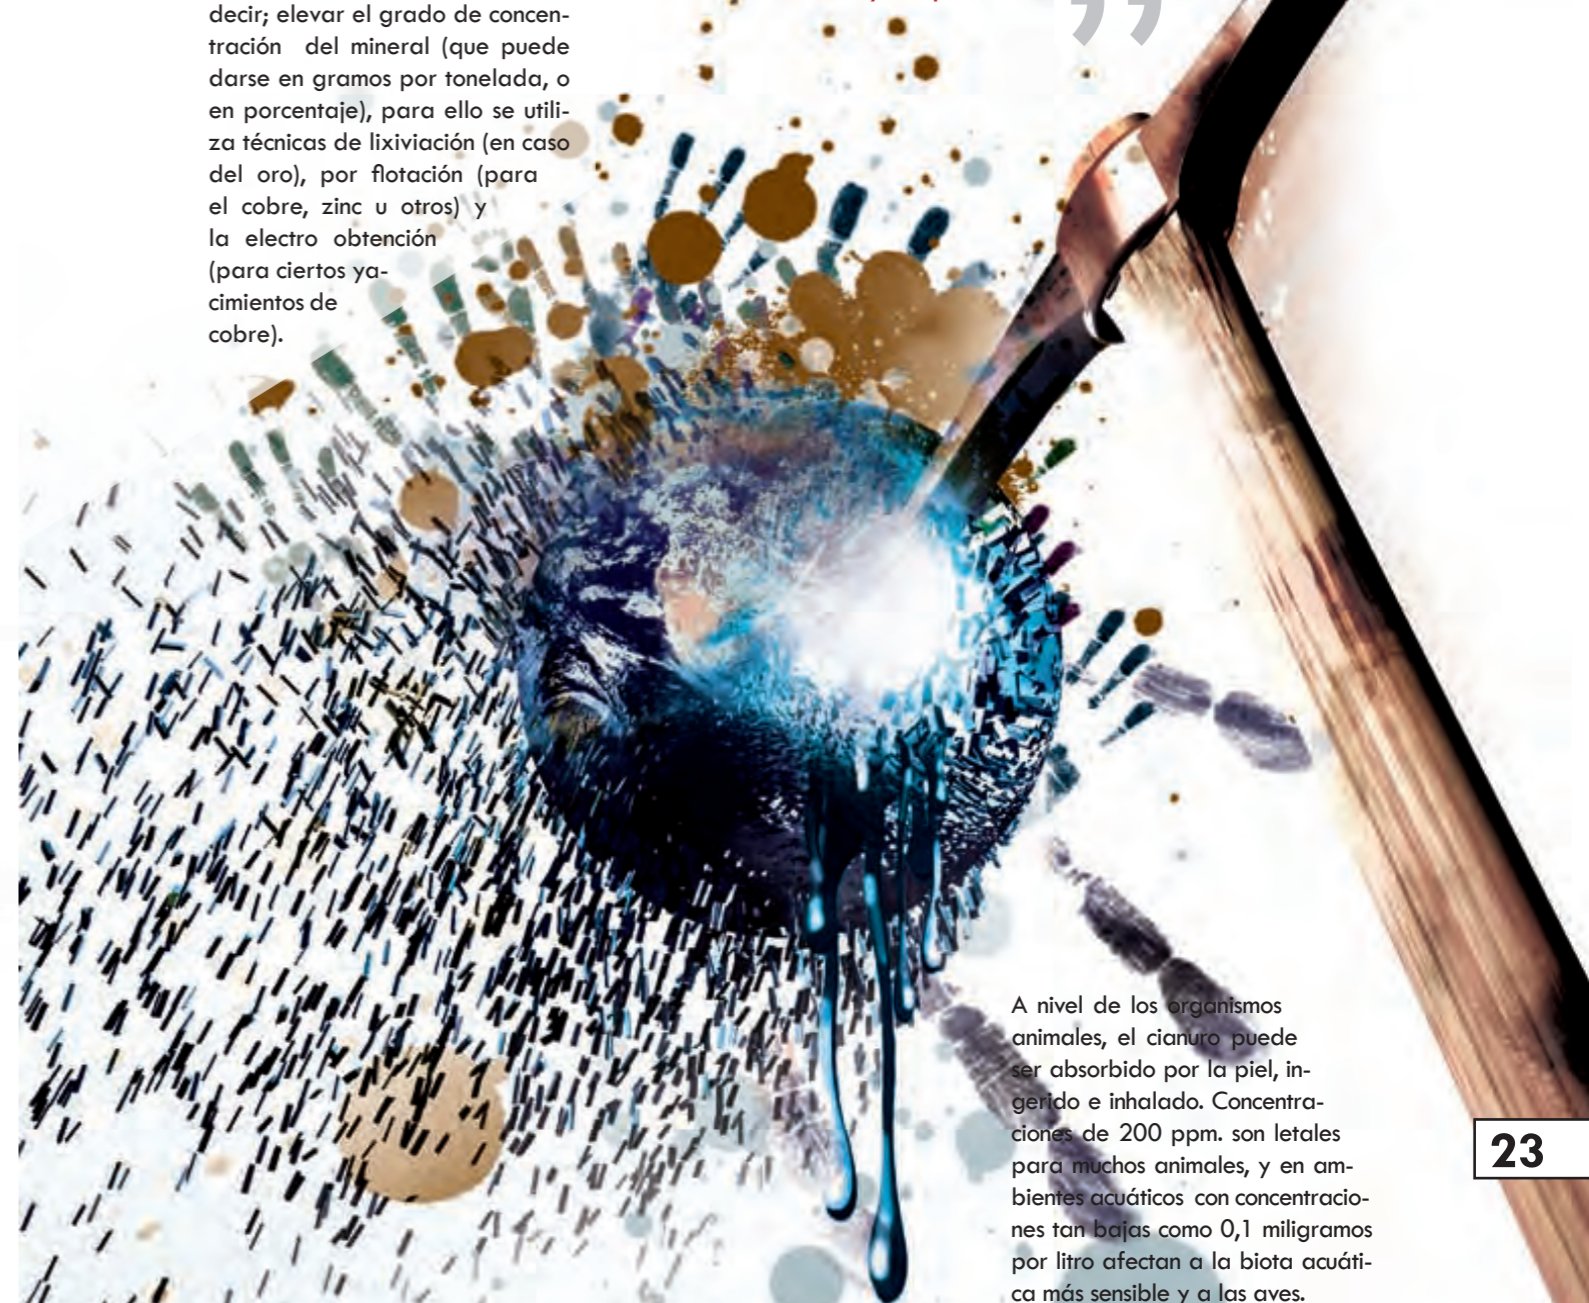 decir; elevar el grado de concen-
tración del mineral (que puede
darse en gramos por tonelada, o
en porcentaje), para ello se utili-
za técnicas de lixiviación (en caso
del oro), por flotación (para
el cobre, zinc u otros) y
la electro obtención
(para ciertos ya-
cimientos de
cobre).
”
A nivel de los organismos
animales, el cianuro puede
ser absorbido por la piel, in-
gerido e inhalado. Concentra-
ciones de 200 ppm. son letales
para muchos animales, y en am-
bientes acuáticos con concentracio-
nes tan bajas como 0,1 miligramos
por litro afectan a la biota acuáti-
ca más sensible y a las aves.
23